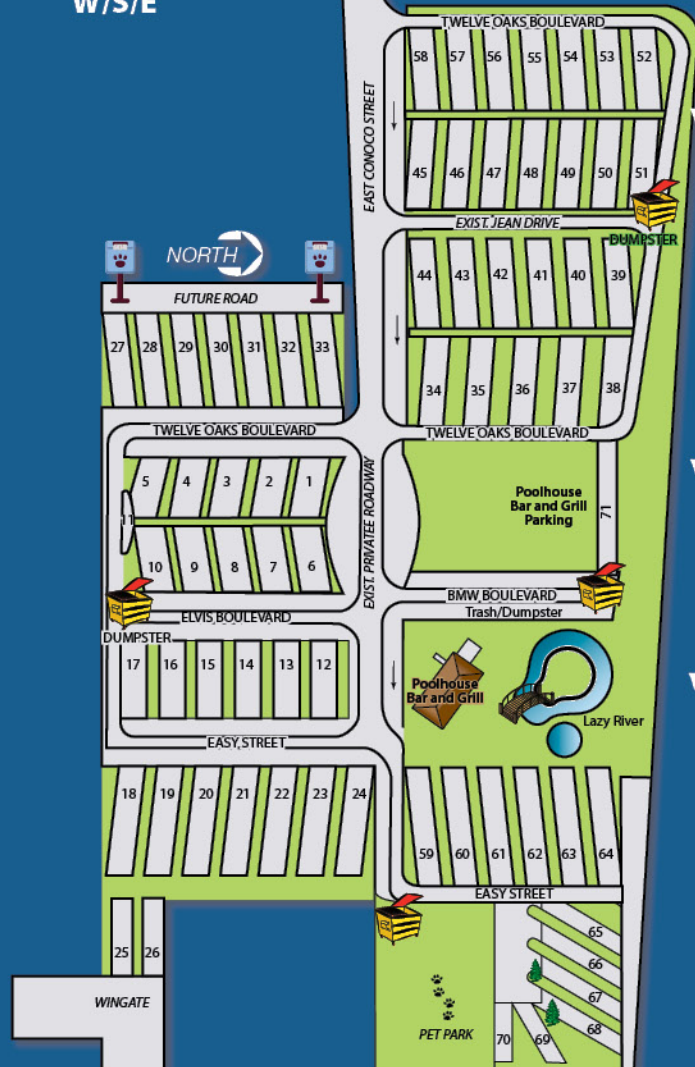 W/S/E
TWELVE OAKS BOULEVARD
58 57 56 55 54 53 52
EAST CONOCO STREET
45 46 47 48 49 50 51
EXIST. JEAN DRIVE
DUMPSTER
NORTH
44 43 42 41 40 39
FUTURE ROAD
27 28 29 30 31 32 33
34 35 36 37 38
TWELVE OAKS BOULEVARD
TWELVE OAKS BOULEVARD
5 4 3 2 1
EXIST. PRIVATEE ROADWAY
Poolhouse
Bar and Grill
Parking
71
11
10 9 8 7 6
BMW BOULEVARD
Trash/Dumpster
ELVIS BOULEVARD
DUMPSTER
17 16 15 14 13 12
Poolhouse
Bar and Grill
Lazy River
EASY STREET
18 19 20 21 22 23 24
59 60 61 62 63 64
EASY STREET
25 26
65
66
67
68
WINGATE
PET PARK
70 69